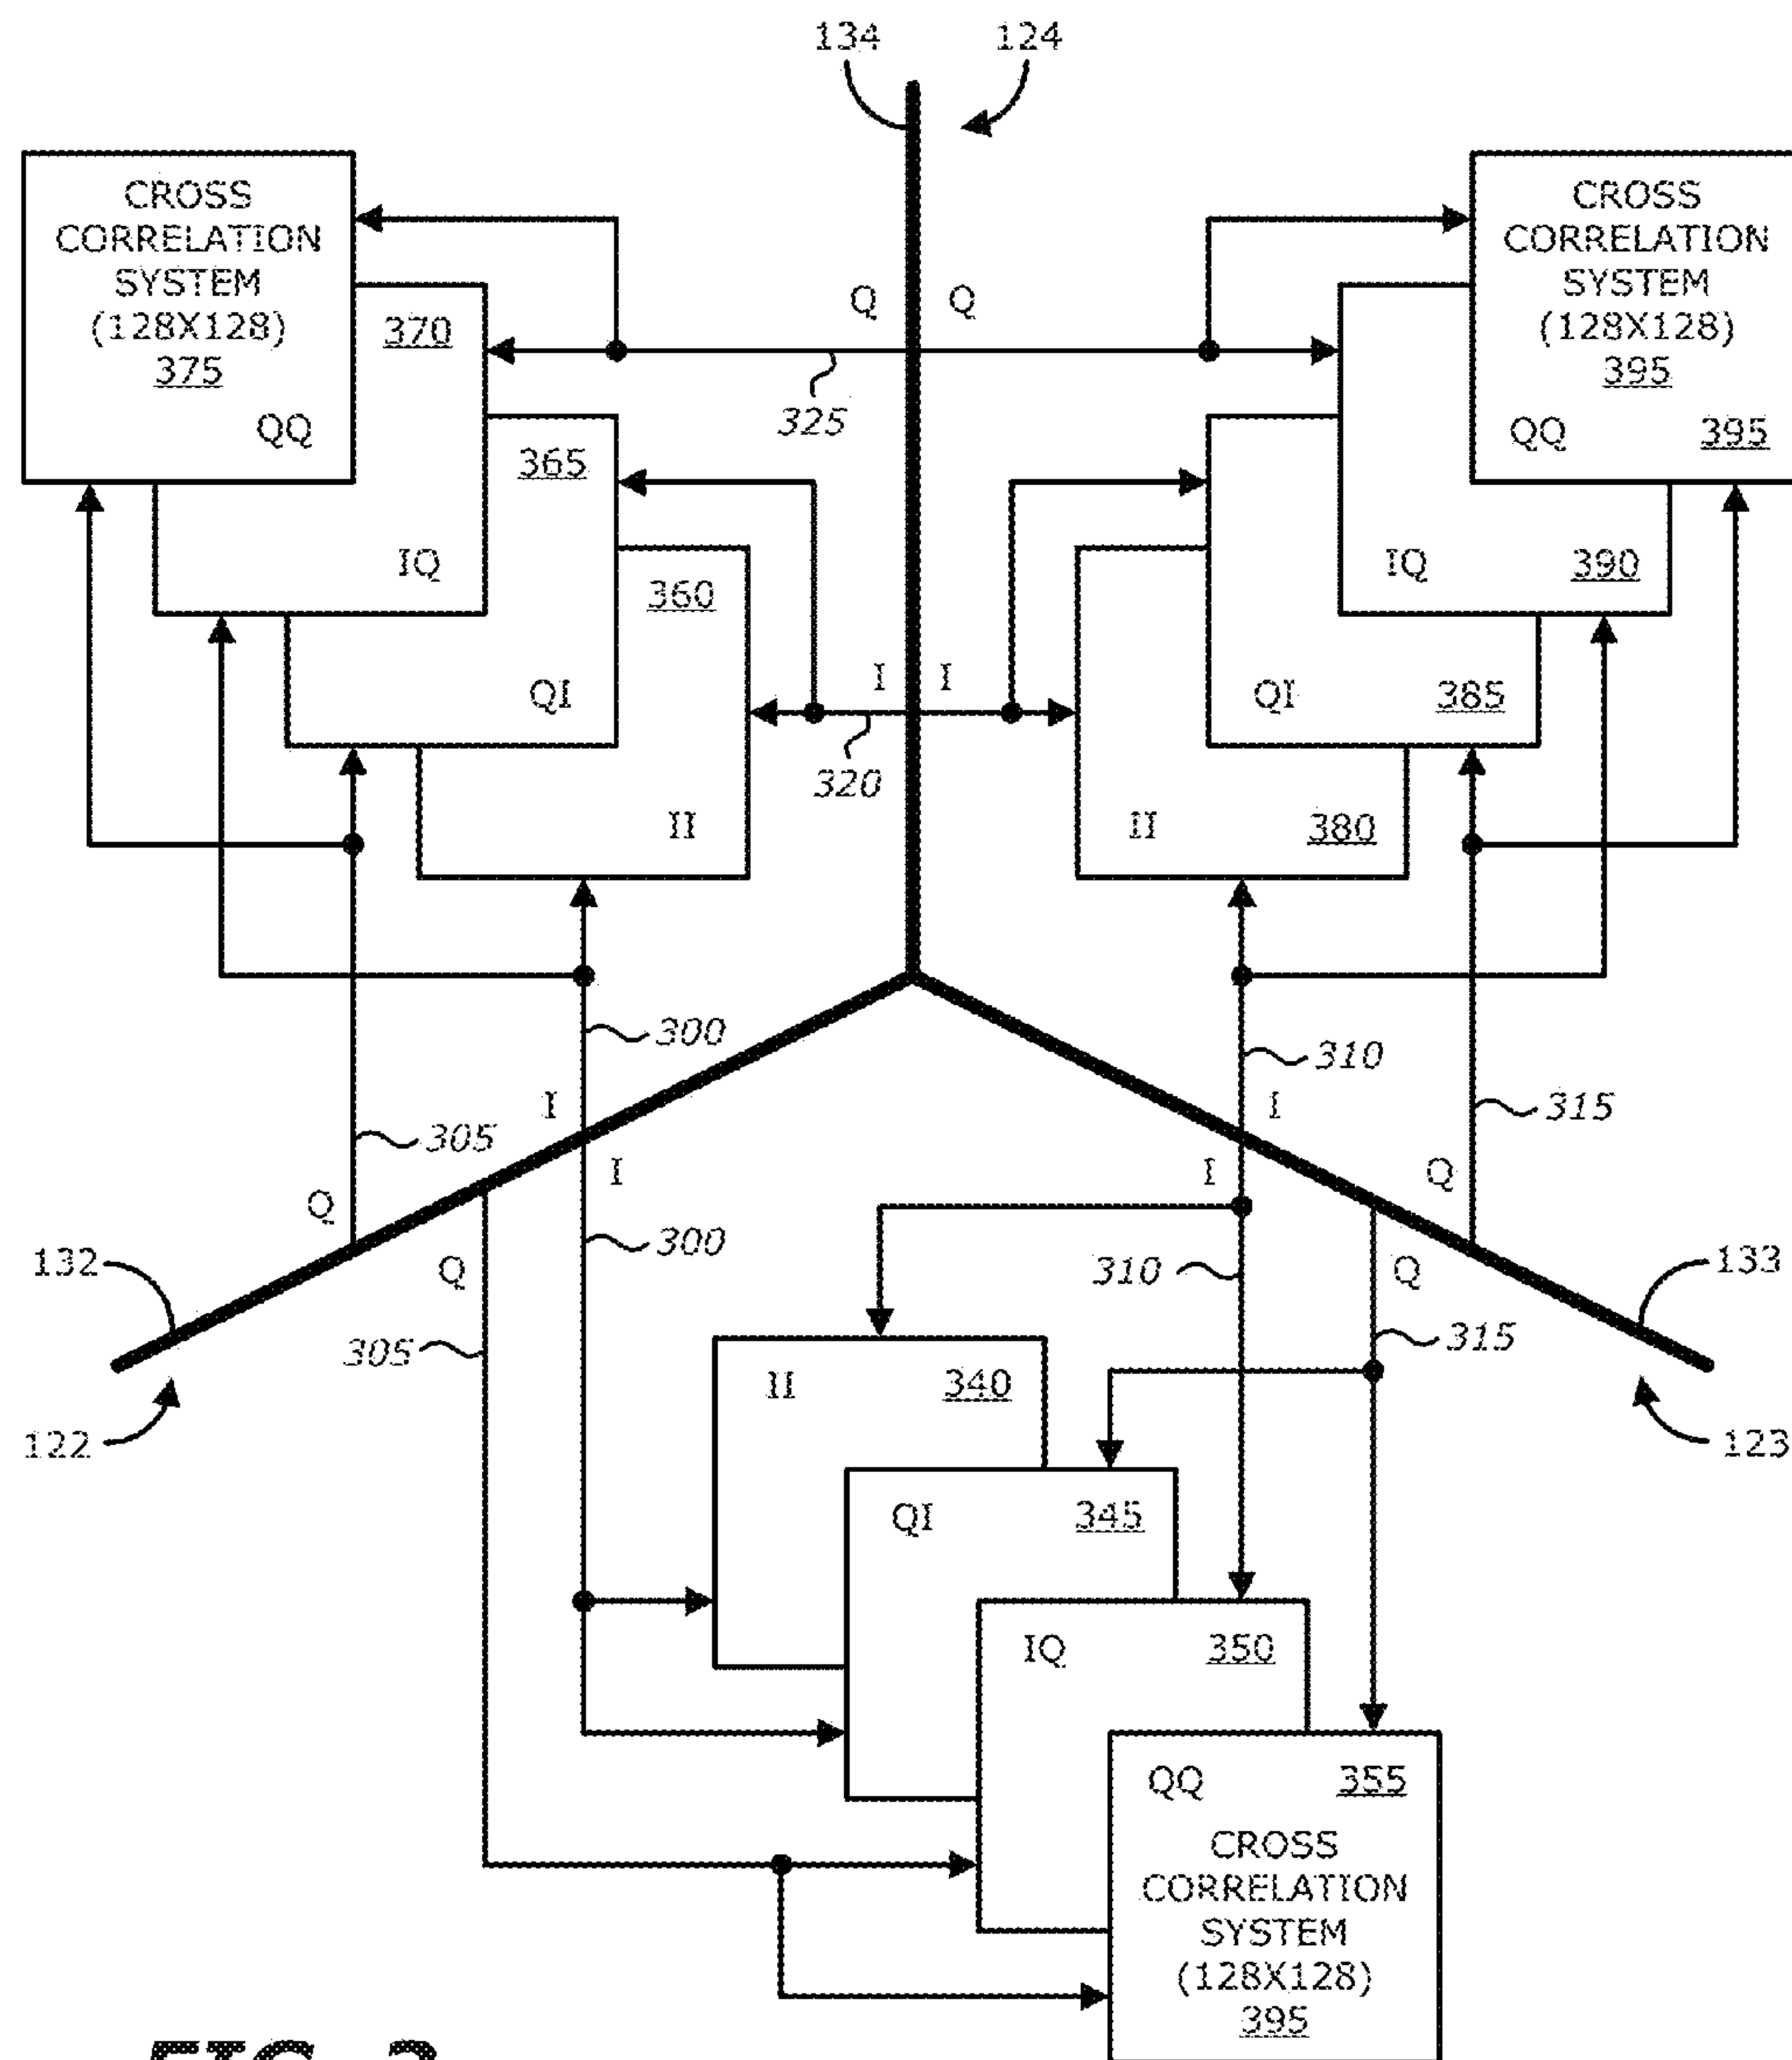 134
124
CROSS
CORRELATION
SYSTEM
(128X128)
375
QQ
370
IQ
365
QI
360
II
CROSS
CORRELATION
SYSTEM
(128X128)
395
QQ
395
IQ
390
QI
385
II
380
Q
Q
325
I
I
320
300
310
I
I
305
315
Q
I
I
Q
132
Q
300
310
Q
133
305
315
122
123
II
340
QI
345
IQ
350
QQ
355
CROSS
CORRELATION
SYSTEM
(128X128)
395